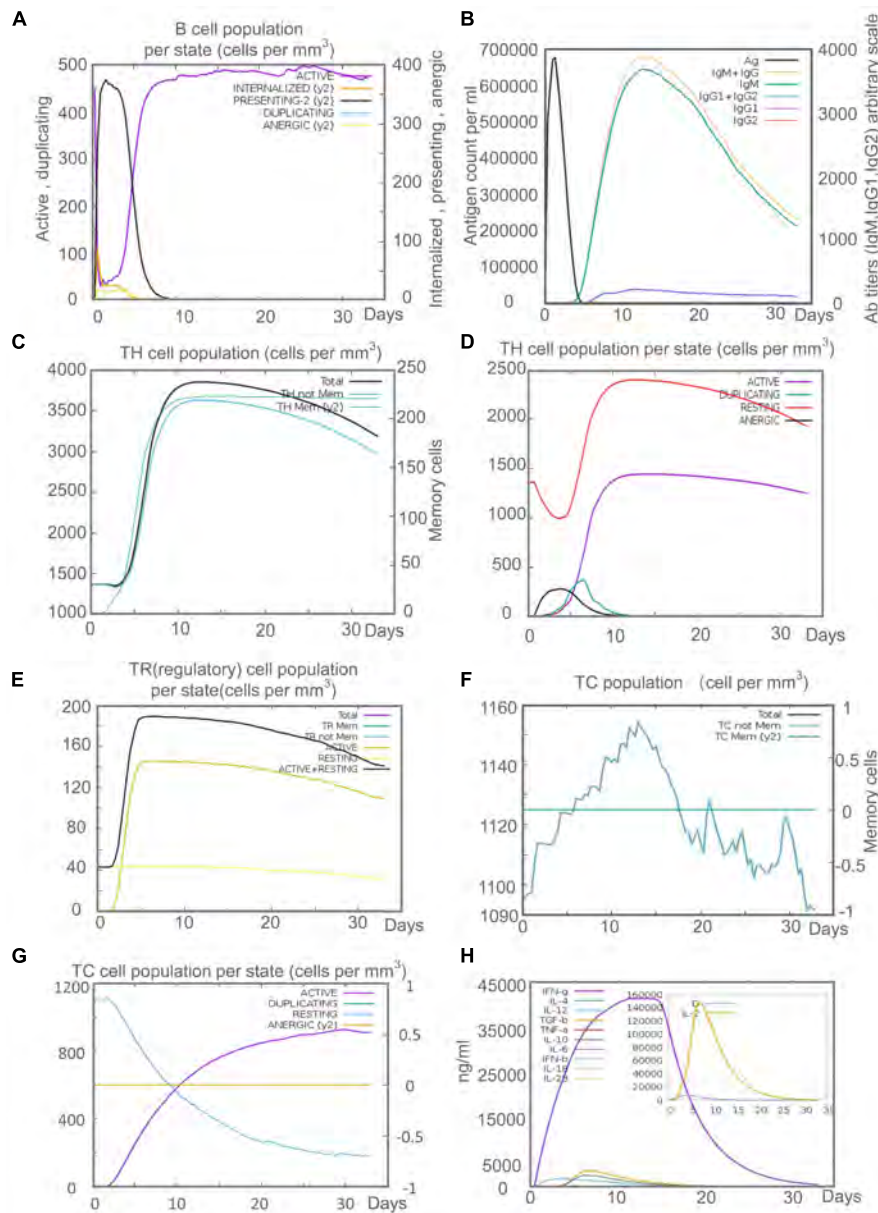 A
B cell population
per state (cells per mm³)
Active , duplicating
Internalized , presenting , anergic
ACTIVE
INTERNALIZED (y2)
PRESENTING-2 (y2)
DUPLICATING
ANERGIC (y2)
500
400
300
200
100
0
400
300
200
100
0
0 10 20 30 Days
B
Antigen count per ml
Ab titers (IgM,IgG1,IgG2) arbitrary scale
Ag
IgM+IgG
IgM
IgG1+IgG2
IgG1
IgG2
700000
600000
500000
400000
300000
200000
100000
0
4000
3000
2000
1000
0
0 10 20 30 Days
C
TH cell population (cells per mm³)
Total
TH not Mem
TH Mem (y2)
4000
3500
3000
2500
2000
1500
1000
250
200
150
100
50
0
Memory cells
0 10 20 30 Days
D
TH cell population per state (cells per mm³)
ACTIVE
DUPLICATING
RESTING
ANERGIC
2500
2000
1500
1000
500
0
0 10 20 30 Days
E
TR(regulatory) cell population
per state(cells per mm³)
Total
TR Mem
TR not Mem
ACTIVE
RESTING
ACTIVE+RESTING
200
160
120
80
40
0
0 10 20 30 Days
F
TC population (cell per mm³)
Total
TC not Mem
TC Mem (y2)
1160
1150
1140
1130
1120
1110
1100
1090
1
0.5
0
-0.5
-1
Memory cells
0 10 20 30 Days
G
TC cell population per state (cells per mm³)
ACTIVE
DUPLICATING
RESTING
ANERGIC (y2)
1200
900
600
300
0
1
0.5
0
-0.5
-1
0 10 20 30 Days
H
ng/ml
IFN-g
IL-4
IL-12
TGF-b
TNF-a
IL-10
IL-6
IFN-b
IL-18
IL-23
45000
35000
25000
15000
5000
0
160000
140000
120000
100000
80000
60000
40000
20000
0
D
IL-2
0 5 10 15 20 25 30 35
0 10 20 30 Days